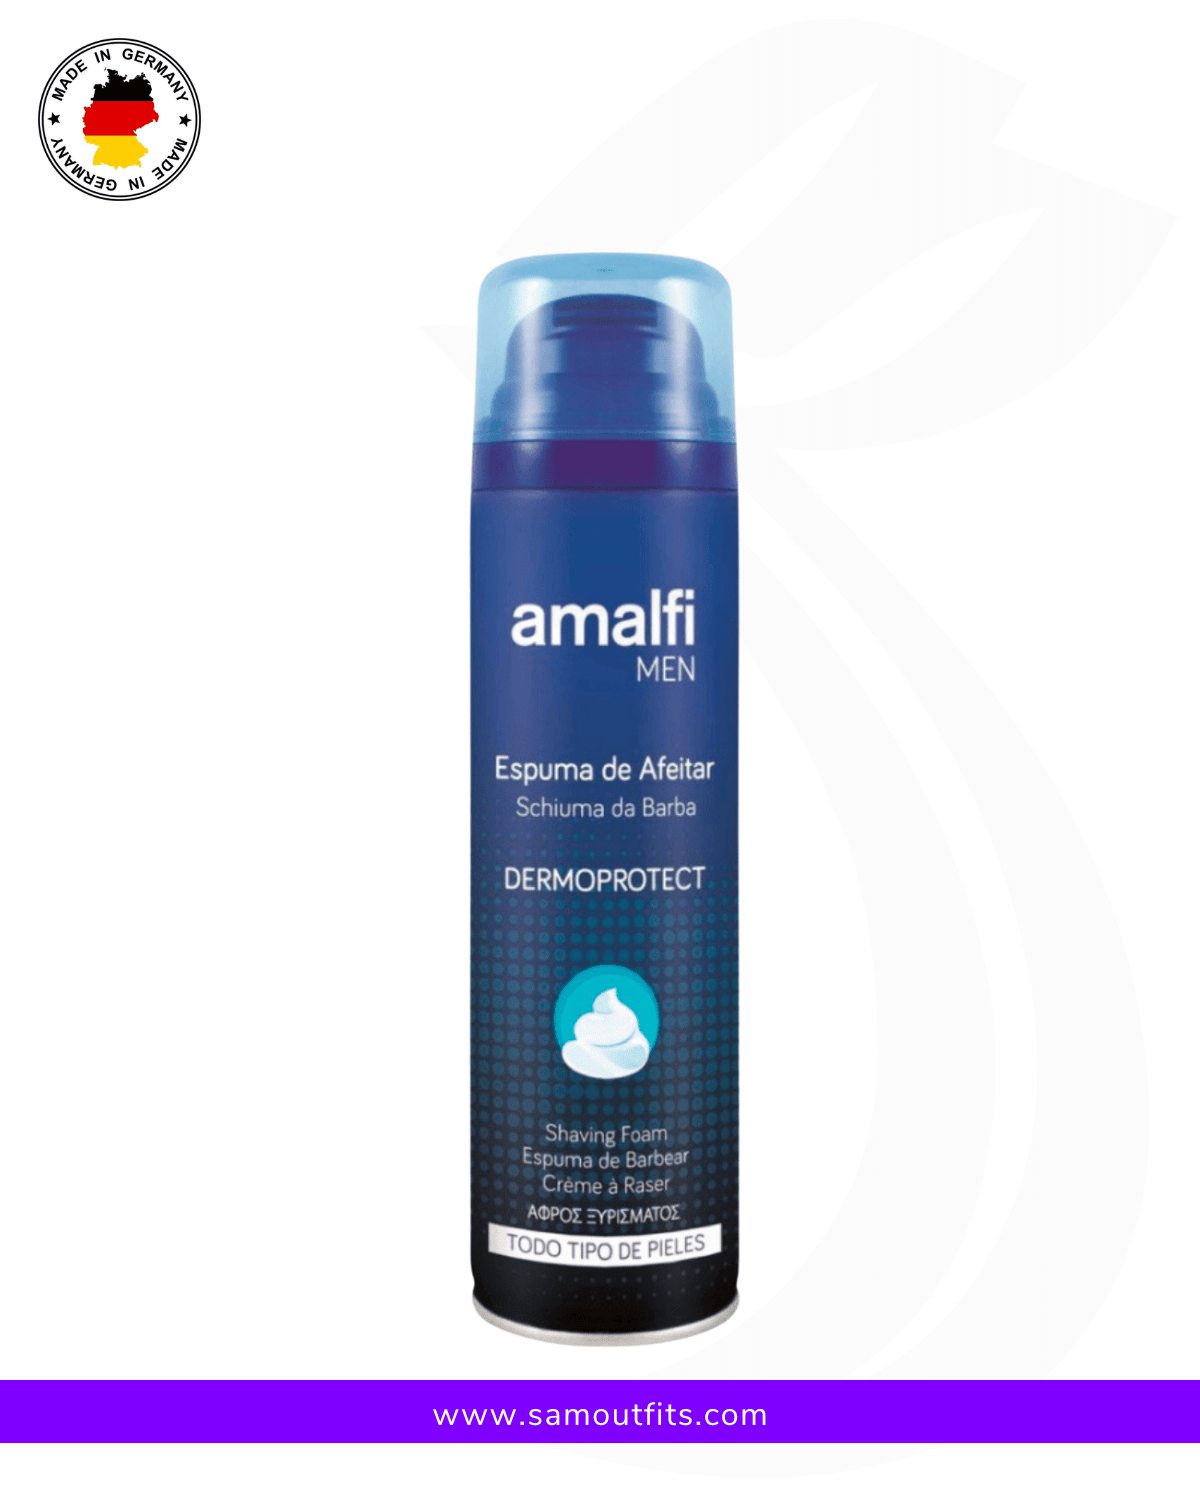 MADE IN GERMANY
MADE IN GERMANY
amalfi
MEN
Espuma de Afeitar
Schiuma da Barba
DERMOPROTECT
Shaving Foam
Espuma de Barbear
Crème à Raser
ΑΦΡΟΣ ΞΥΡΙΣΜΑΤΟΣ
TODO TIPO DE PIELES
www.samoutfits.com